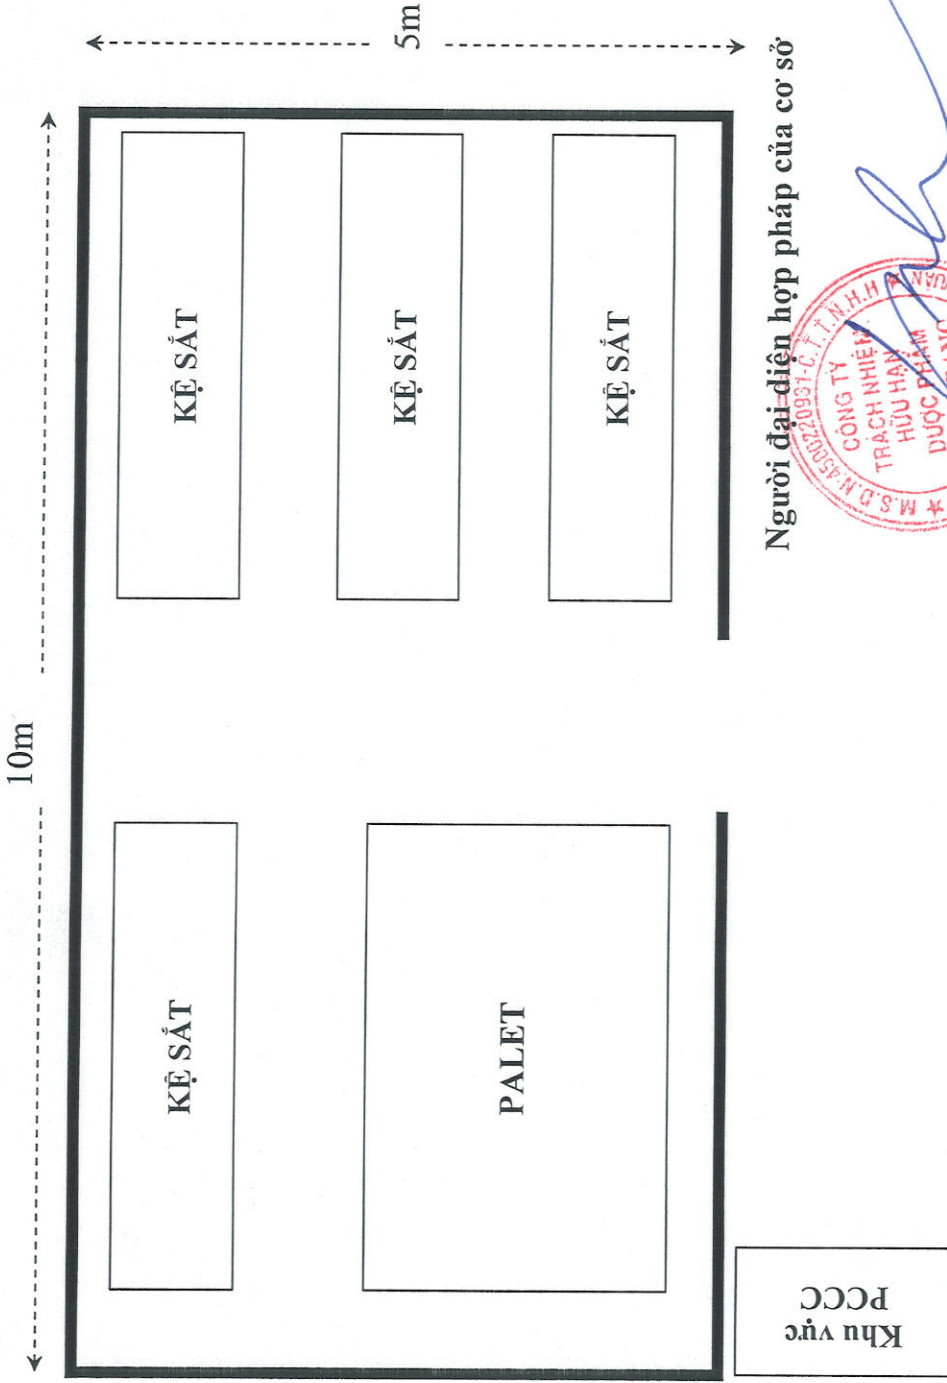 10m
5m
KỆ SẮT
KỆ SẮT
KỆ SẮT
KỆ SẮT
PALET
Khu vực
PCCC
Người đại diện hợp pháp của cơ sở
M.S.D.N:4500220931-C.T.T.N.H.H
CÔNG TY
TRÁCH NHIỆM
HỮU HẠN
DƯỢC PHẨM